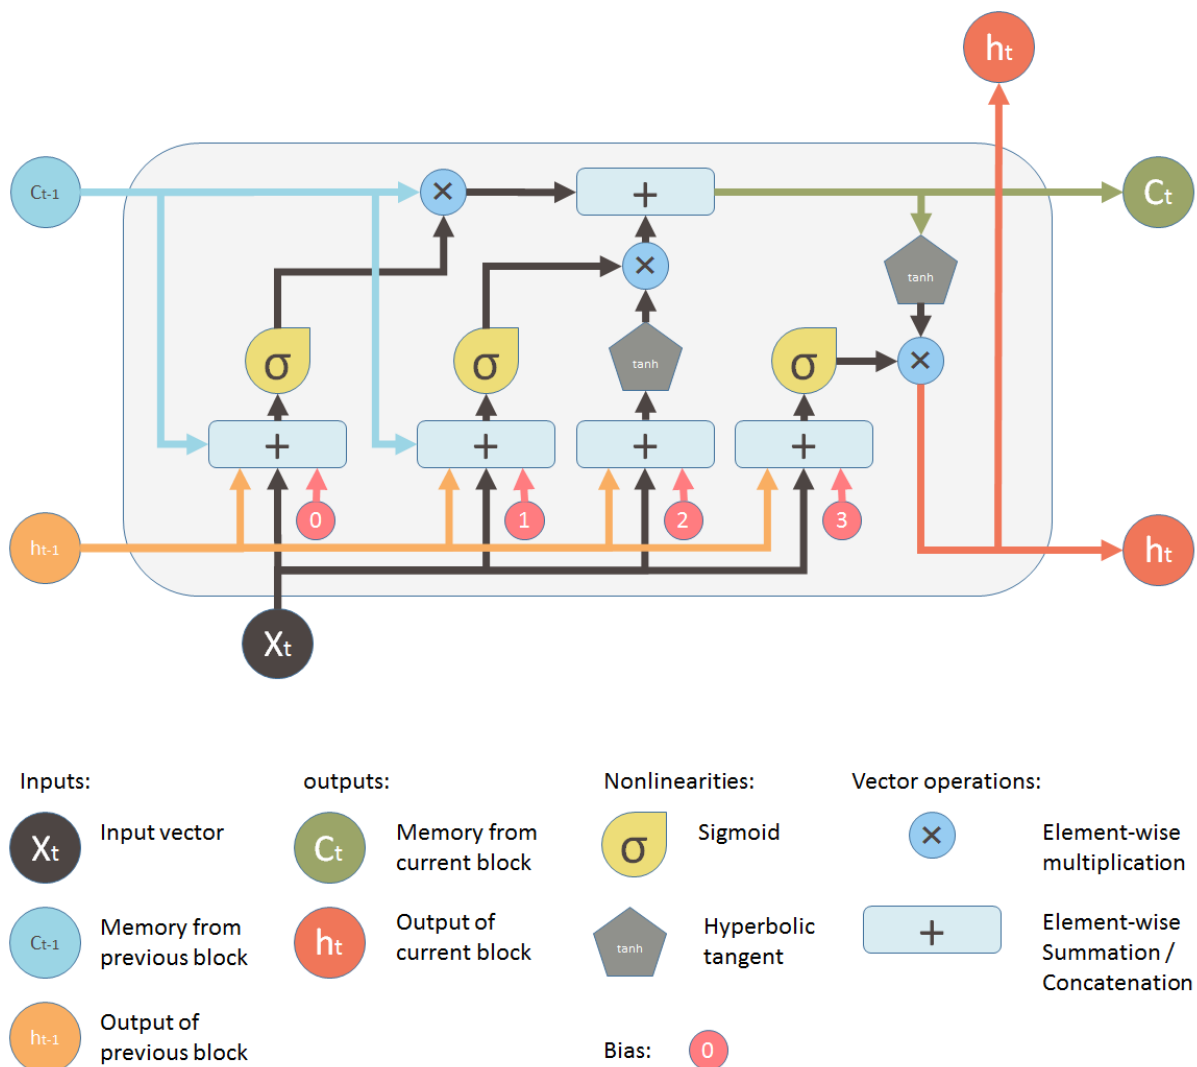 ht
Ct-1
×
+
Ct
tanh
×
σ
σ
tanh
σ
×
+
+
+
+
0
1
2
3
ht-1
ht
Xt
Inputs:
outputs:
Nonlinearities:
Vector operations:
Xt
Input vector
Ct
Memory from
current block
σ
Sigmoid
×
Element-wise
multiplication
Ct-1
Memory from
previous block
ht
Output of
current block
tanh
Hyperbolic
tangent
+
Element-wise
Summation /
Concatenation
ht-1
Output of
previous block
Bias:
0